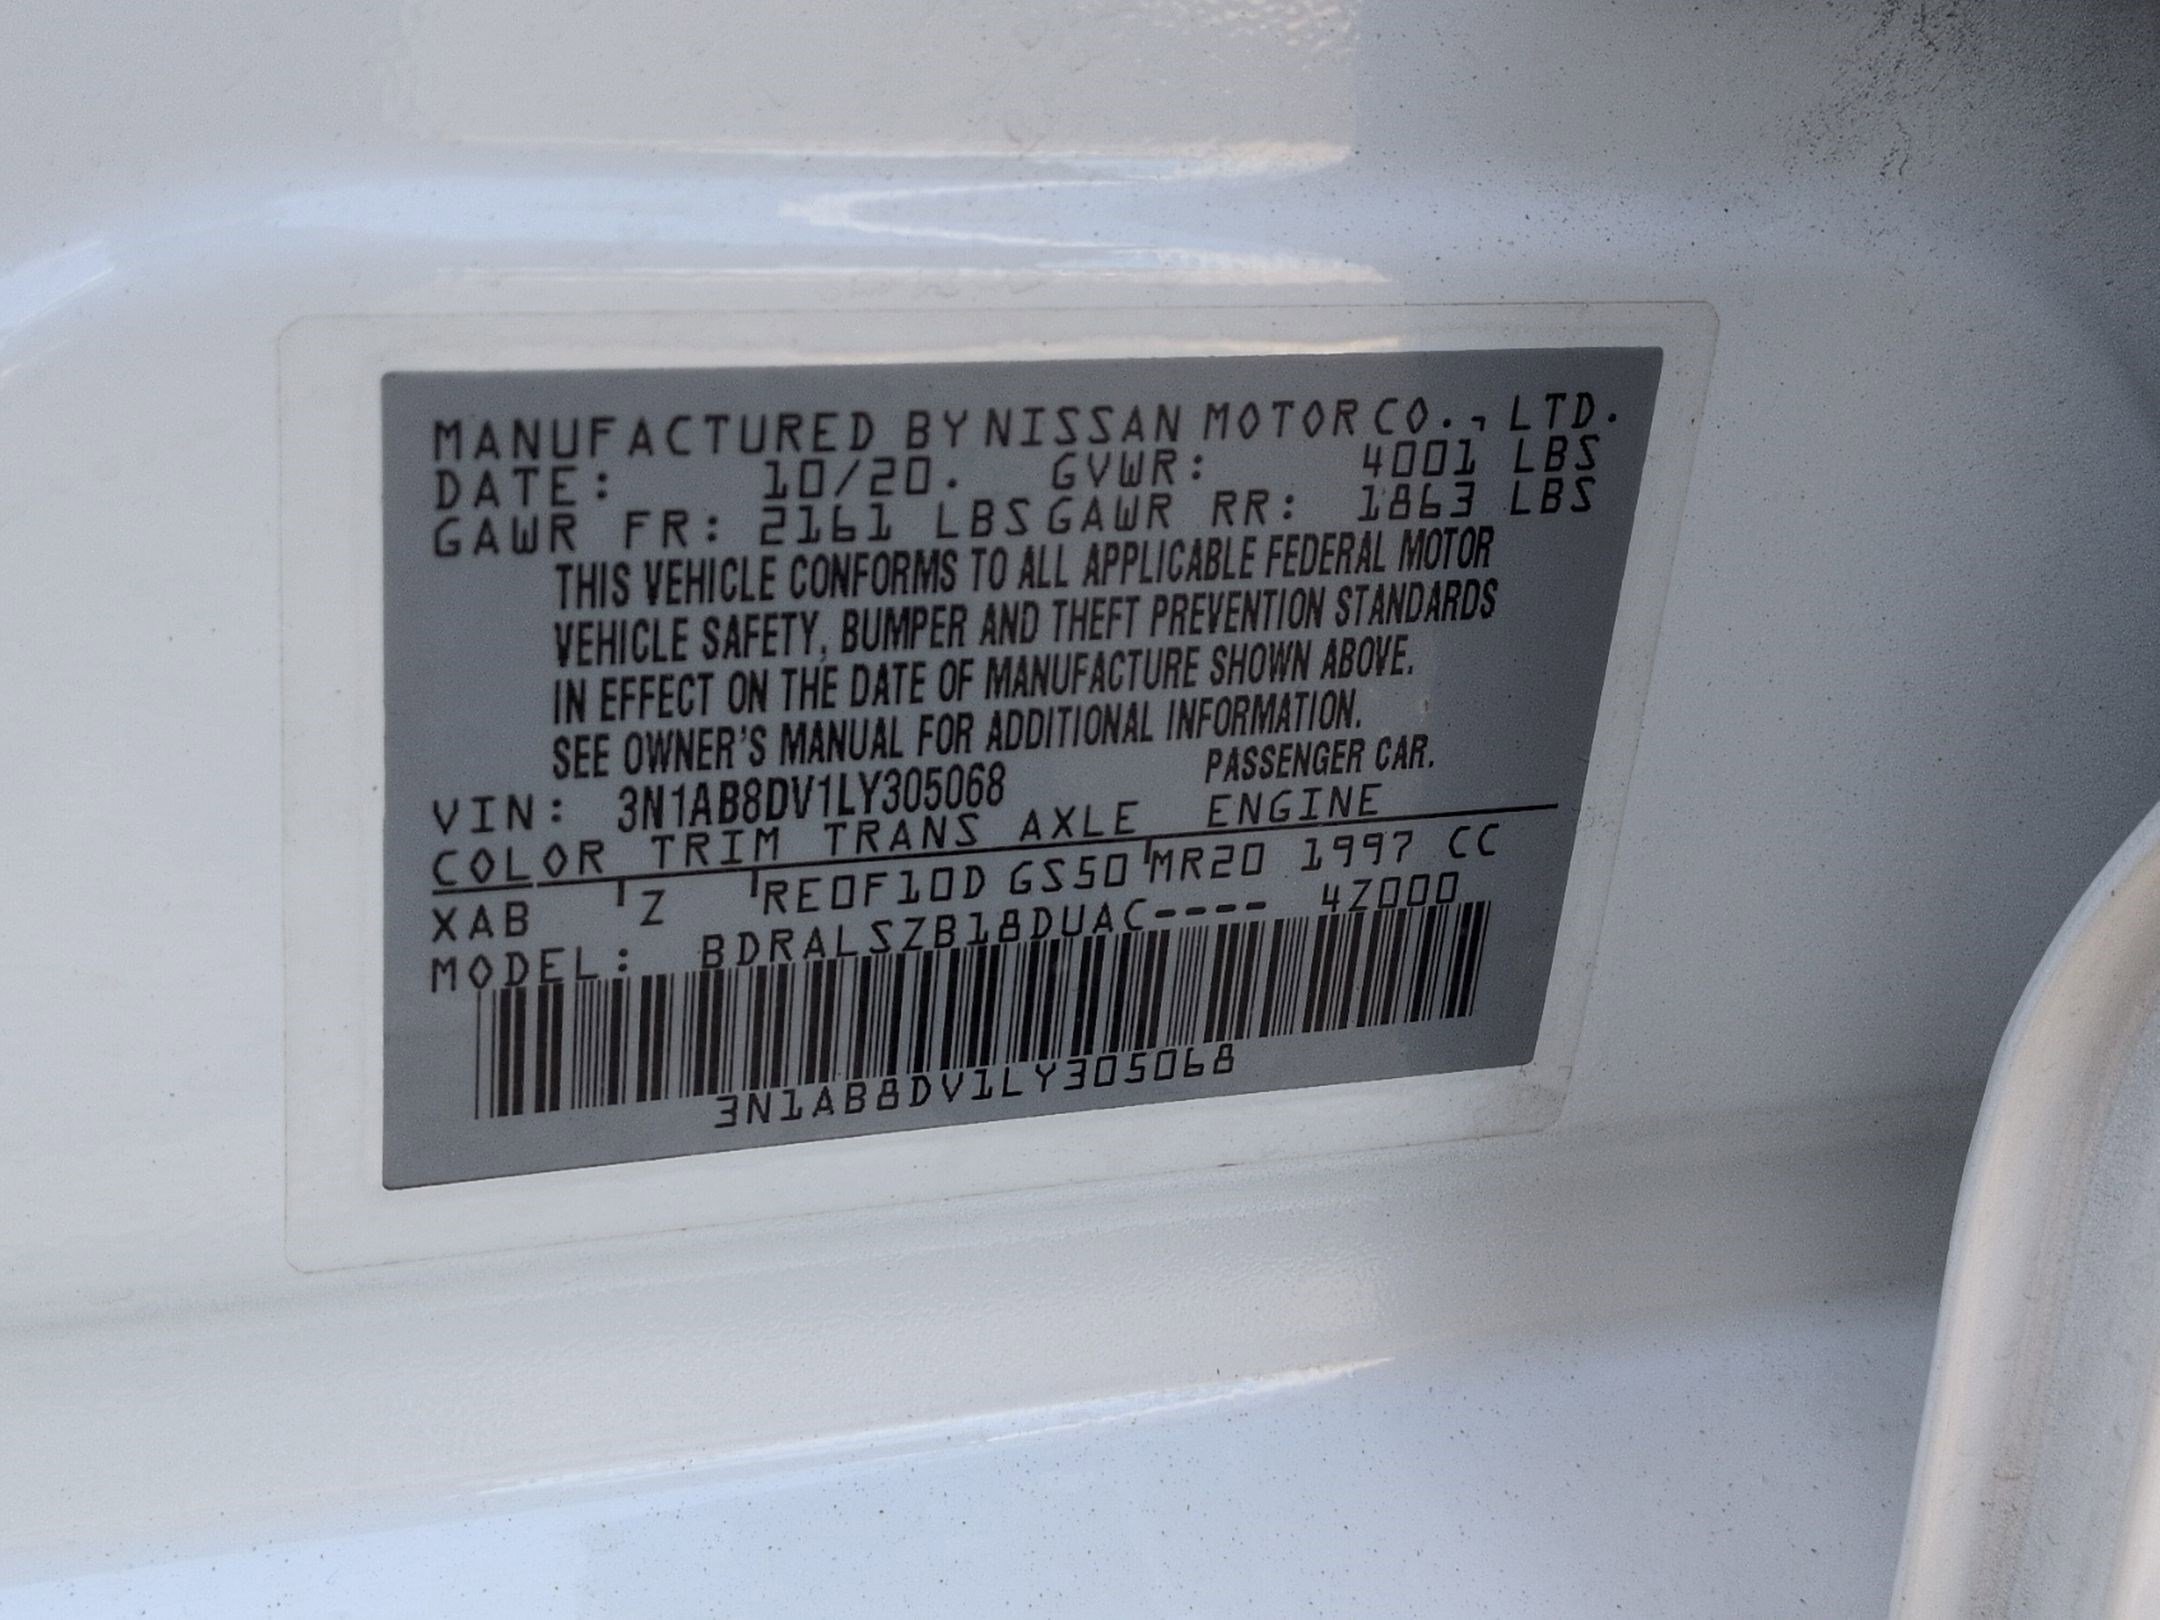 MANUFACTURED BY NISSAN MOTOR CO., LTD.
DATE: 10/20. GVWR: 4001 LBS
GAWR FR: 2161 LBS GAWR RR: 1863 LBS
THIS VEHICLE CONFORMS TO ALL APPLICABLE FEDERAL MOTOR
VEHICLE SAFETY, BUMPER AND THEFT PREVENTION STANDARDS
IN EFFECT ON THE DATE OF MANUFACTURE SHOWN ABOVE.
SEE OWNER'S MANUAL FOR ADDITIONAL INFORMATION.
VIN: 3N1AB8DV1LY305068 PASSENGER CAR.
COLOR TRIM TRANS AXLE ENGINE
XAB Z RE0F10D GS50 MR20 1997 CC
MODEL: BDRALSZB18DUAC---- 4Z000
3N1AB8DV1LY305068